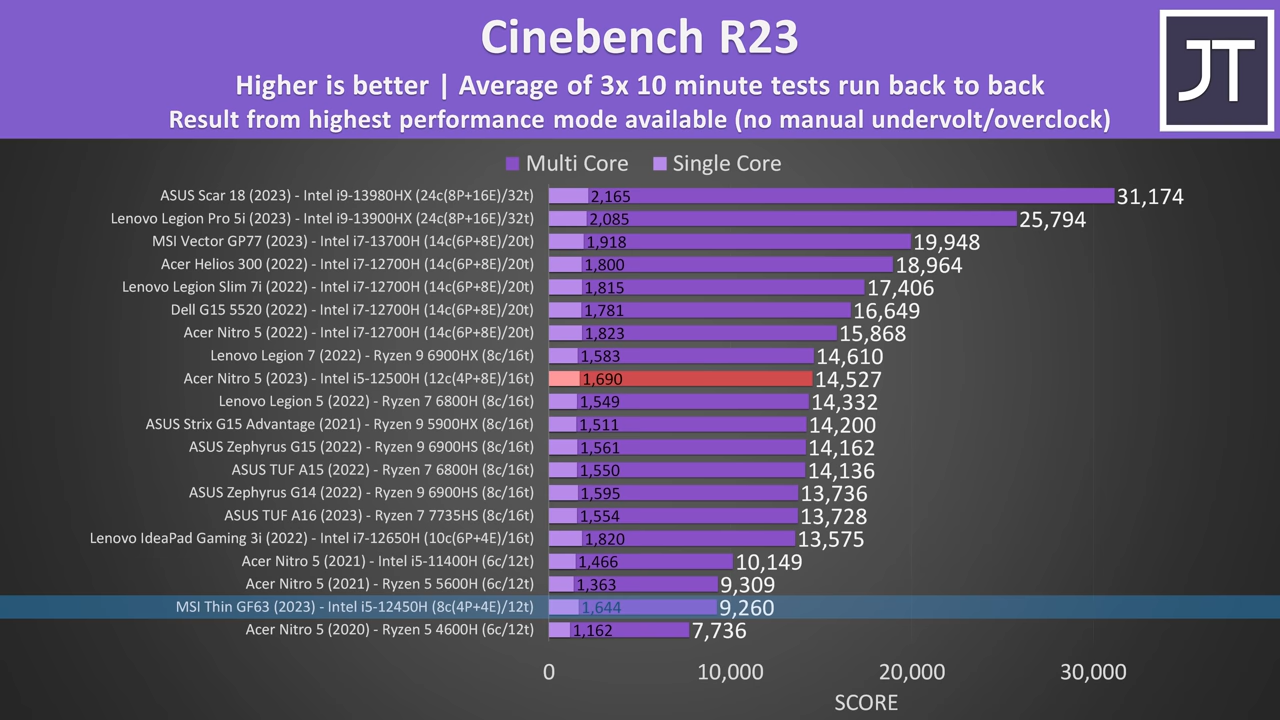 Cinebench R23
Higher is better | Average of 3x 10 minute tests run back to back
Result from highest performance mode available (no manual undervolt/overclock)
JT
Multi Core Single Core
ASUS Scar 18 (2023) - Intel i9-13980HX (24c(8P+16E)/32t) 2,165 31,174
Lenovo Legion Pro 5i (2023) - Intel i9-13900HX (24c(8P+16E)/32t) 2,085 25,794
MSI Vector GP77 (2023) - Intel i7-13700H (14c(6P+8E)/20t) 1,918 19,948
Acer Helios 300 (2022) - Intel i7-12700H (14c(6P+8E)/20t) 1,800 18,964
Lenovo Legion Slim 7i (2022) - Intel i7-12700H (14c(6P+8E)/20t) 1,815 17,406
Dell G15 5520 (2022) - Intel i7-12700H (14c(6P+8E)/20t) 1,781 16,649
Acer Nitro 5 (2022) - Intel i7-12700H (14c(6P+8E)/20t) 1,823 15,868
Lenovo Legion 7 (2022) - Ryzen 9 6900HX (8c/16t) 1,583 14,610
Acer Nitro 5 (2023) - Intel i5-12500H (12c(4P+8E)/16t) 1,690 14,527
Lenovo Legion 5 (2022) - Ryzen 7 6800H (8c/16t) 1,549 14,332
ASUS Strix G15 Advantage (2021) - Ryzen 9 5900HX (8c/16t) 1,511 14,200
ASUS Zephyrus G15 (2022) - Ryzen 9 6900HS (8c/16t) 1,561 14,162
ASUS TUF A15 (2022) - Ryzen 7 6800H (8c/16t) 1,550 14,136
ASUS Zephyrus G14 (2022) - Ryzen 9 6900HS (8c/16t) 1,595 13,736
ASUS TUF A16 (2023) - Ryzen 7 7735HS (8c/16t) 1,554 13,728
Lenovo IdeaPad Gaming 3i (2022) - Intel i7-12650H (10c(6P+4E)/16t) 1,820 13,575
Acer Nitro 5 (2021) - Intel i5-11400H (6c/12t) 1,466 10,149
Acer Nitro 5 (2021) - Ryzen 5 5600H (6c/12t) 1,363 9,309
MSI Thin GF63 (2023) - Intel i5-12450H (8c(4P+4E)/12t) 1,644 9,260
Acer Nitro 5 (2020) - Ryzen 5 4600H (6c/12t) 1,162 7,736
0 10,000 20,000 30,000
SCORE